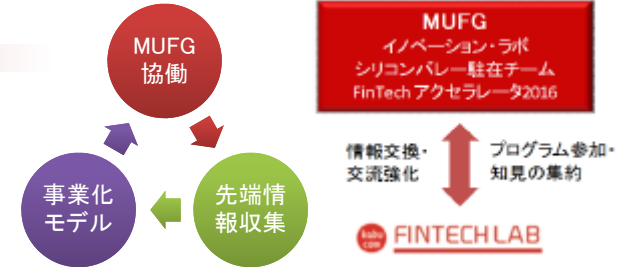 MUFG
協働
先端情
報収集
事業化
モデル
MUFG
イノベーション・ラボ
シリコンバレー駐在チーム
FinTech アクセラレータ2016
情報交換・
交流強化
プログラム参加・
知見の集約
kabu
com
FINTECH LAB